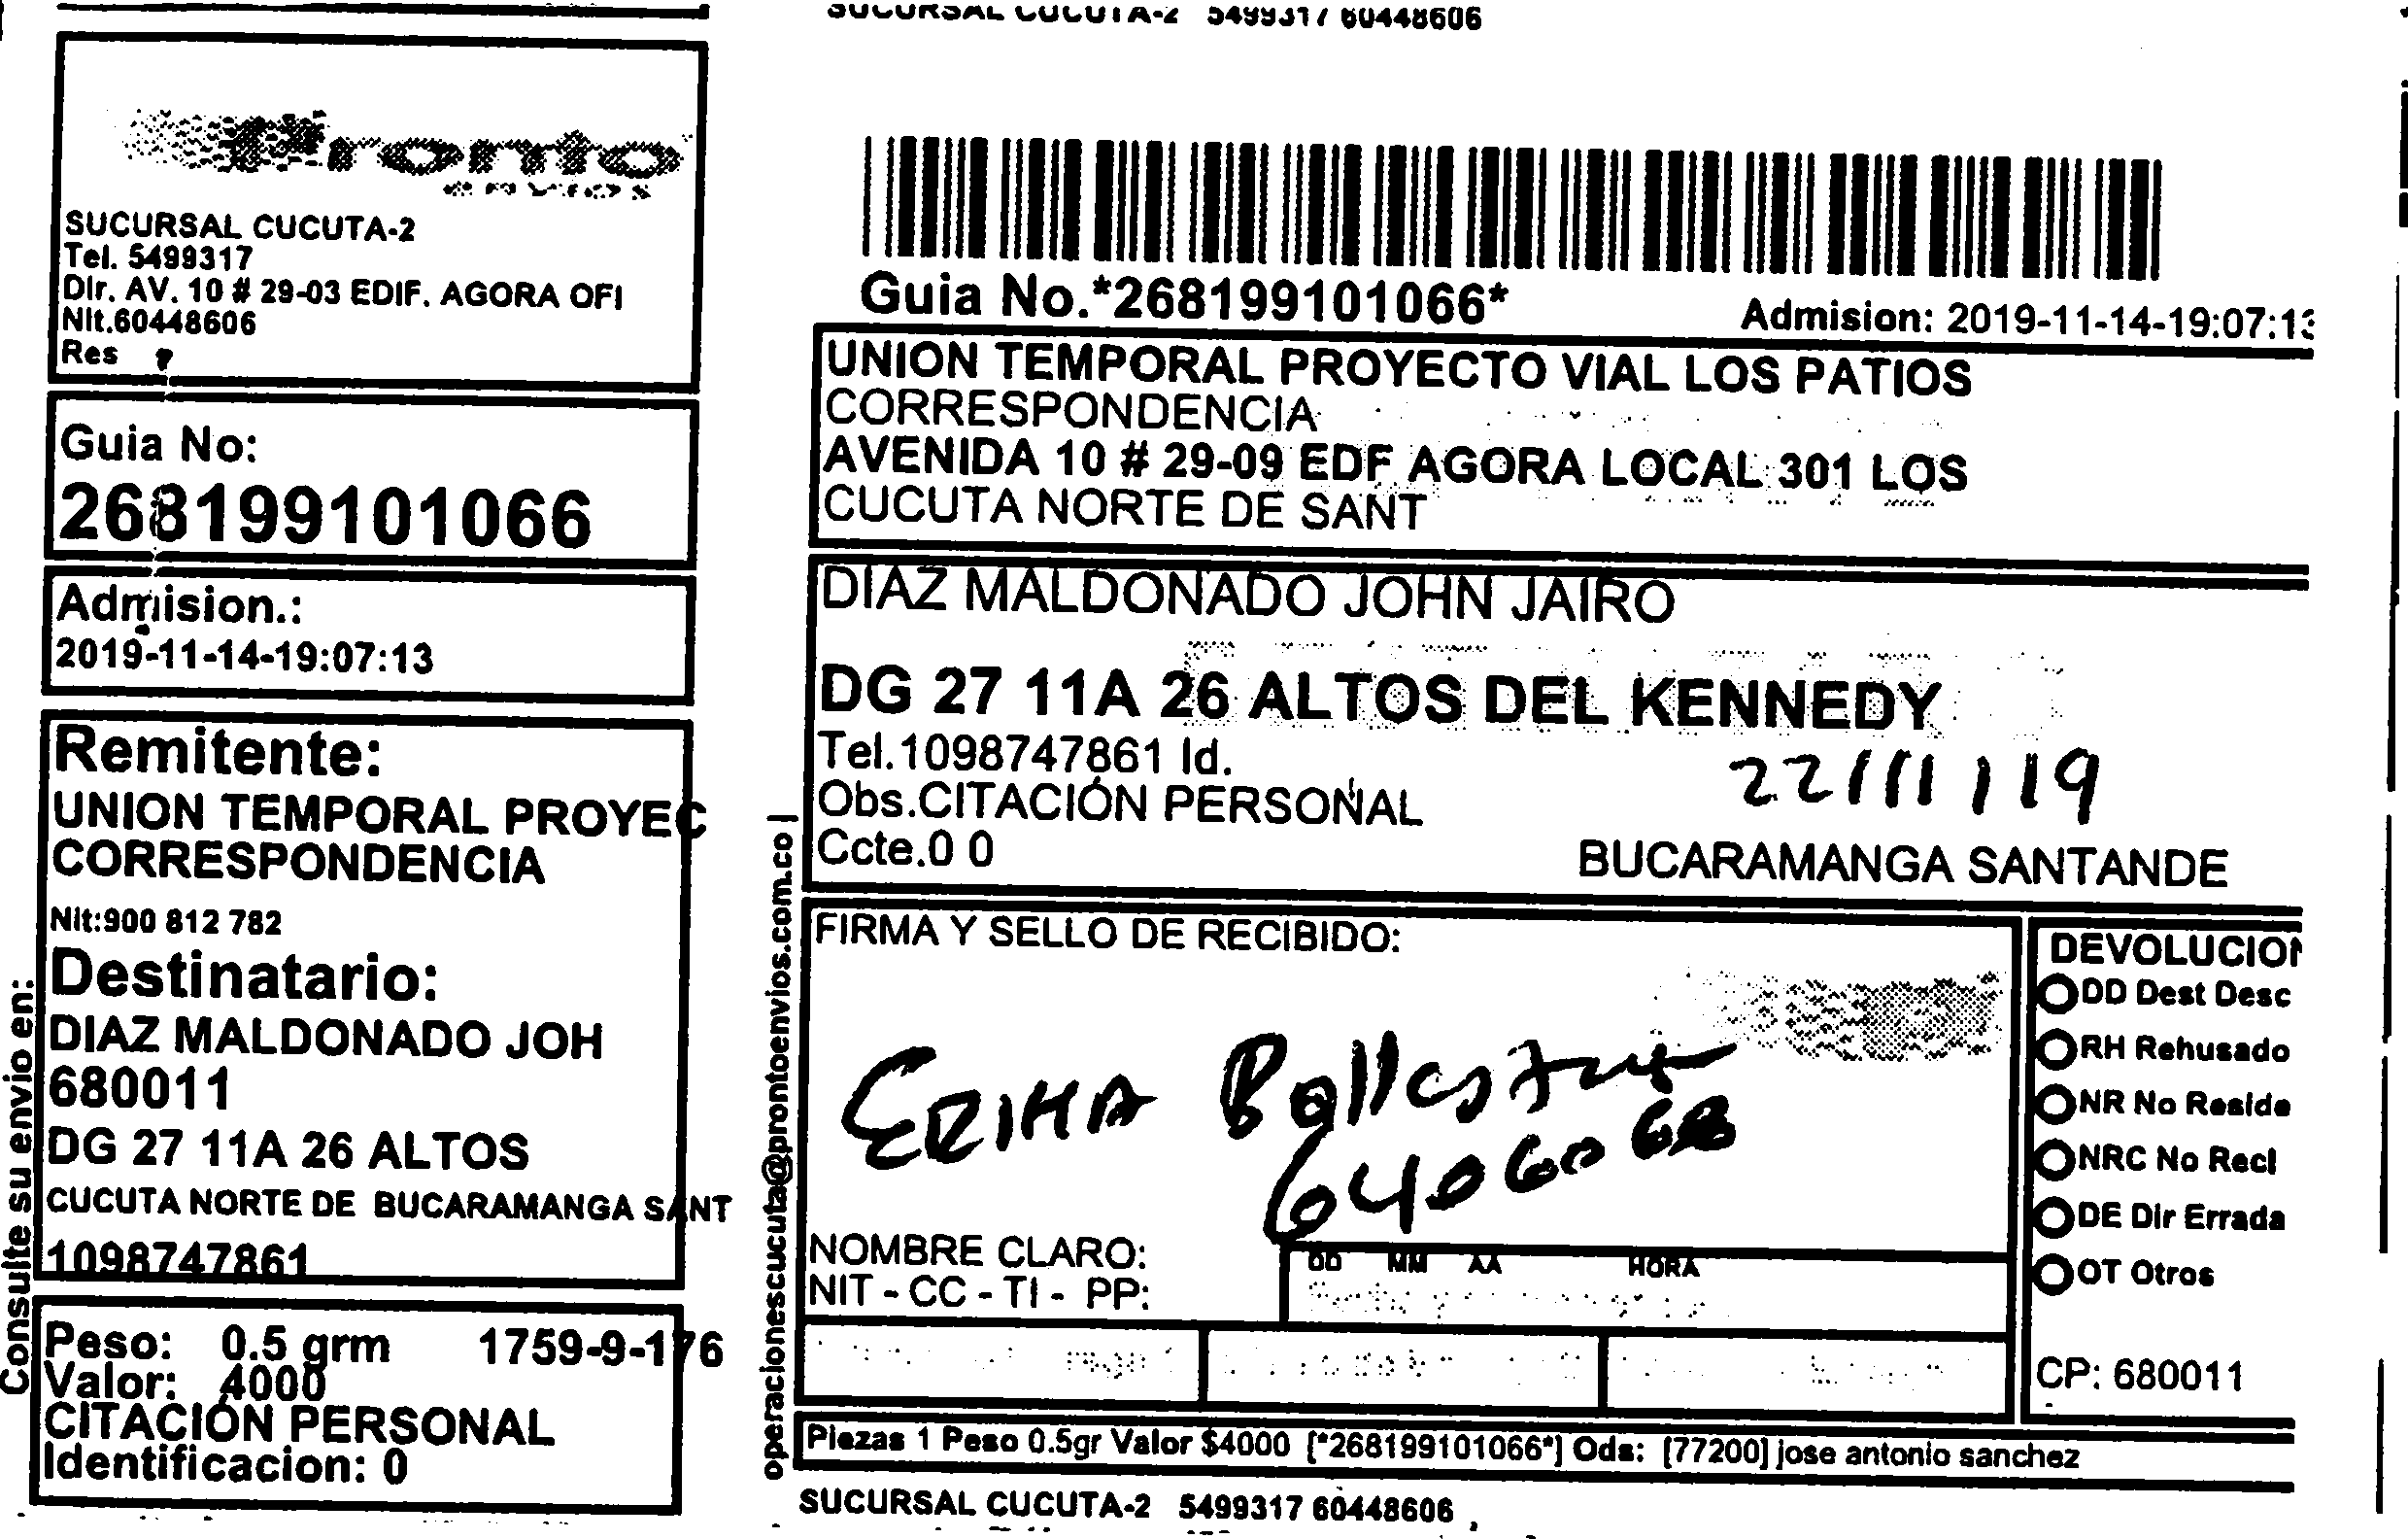 SUCURSAL CUCUTA-2 5499317 60448606
Pronto
envios
SUCURSAL CUCUTA-2
Tel. 5499317
Dir. AV. 10 # 29-03 EDIF. AGORA OFI
Nit.60448606
Res
Guia No:
268199101066
Admision.:
2019-11-14-19:07:13
Remitente:
UNION TEMPORAL PROYEC
CORRESPONDENCIA
Nit:900 812 782
Destinatario:
DIAZ MALDONADO JOH
680011
DG 27 11A 26 ALTOS
CUCUTA NORTE DE BUCARAMANGA SANT
1098747861
Peso: 0.5 grm 1759-9-176
Valor: 4000
CITACIÓN PERSONAL
Identificacion: 0
Consulte su envio en:
operacionescucuta@prontoenvios.com.co |
Guia No.*268199101066*
Admision: 2019-11-14-19:07:13
UNION TEMPORAL PROYECTO VIAL LOS PATIOS
CORRESPONDENCIA
AVENIDA 10 # 29-09 EDF AGORA LOCAL 301 LOS
CUCUTA NORTE DE SANT
DIAZ MALDONADO JOHN JAIRO
DG 27 11A 26 ALTOS DEL KENNEDY
Tel.1098747861 Id.
22/11/19
Obs.CITACIÓN PERSONAL
Ccte.0 0
BUCARAMANGA SANTANDE
FIRMA Y SELLO DE RECIBIDO:
6406068
NOMBRE CLARO:
NIT - CC - TI - PP:
DD MM AA HORA
DEVOLUCION
DD Dest Desc
RH Rehusado
NR No Reside
NRC No Recl
DE Dir Errada
OT Otros
CP: 680011
Piezas 1 Peso 0.5gr Valor $4000 [*268199101066*] Ods: [77200] jose antonio sanchez
SUCURSAL CUCUTA-2 5499317 60448606